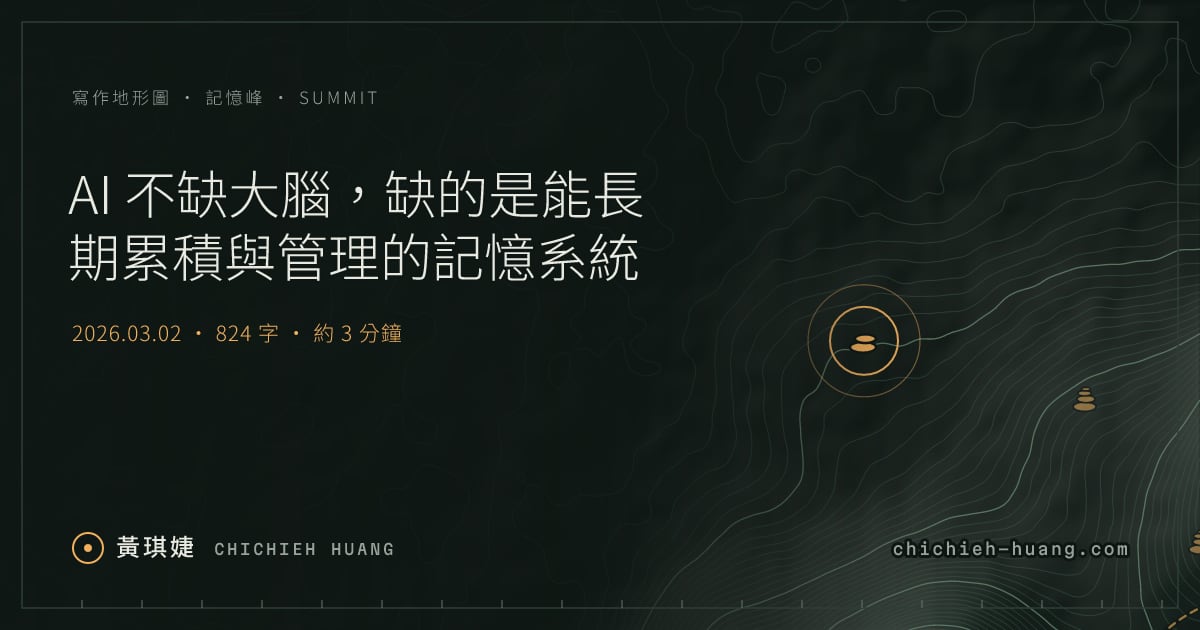 寫作地形圖 · 記憶峰 · SUMMIT
AI 不缺大腦，缺的是能長
期累積與管理的記憶系統
2026.03.02 · 824 字 · 約 3 分鐘
黃琪婕 CHICHIEH HUANG
chichieh-huang.com